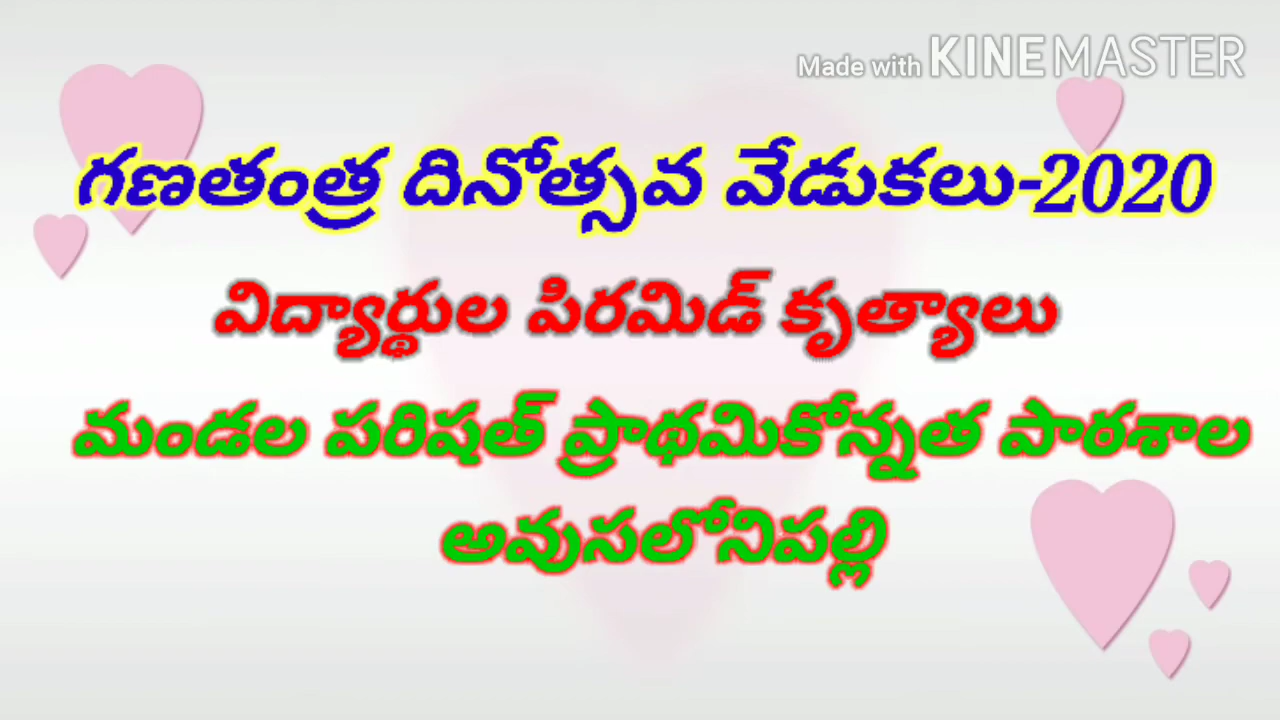 Made with KINEMASTER
గణతంత్ర దినోత్సవ వేడుకలు-2020
విద్యార్థుల పిరమిడ్ కృత్యాలు
మండల పరిషత్ ప్రాథమికోన్నత పాఠశాల
అవుసలోనిపల్లి